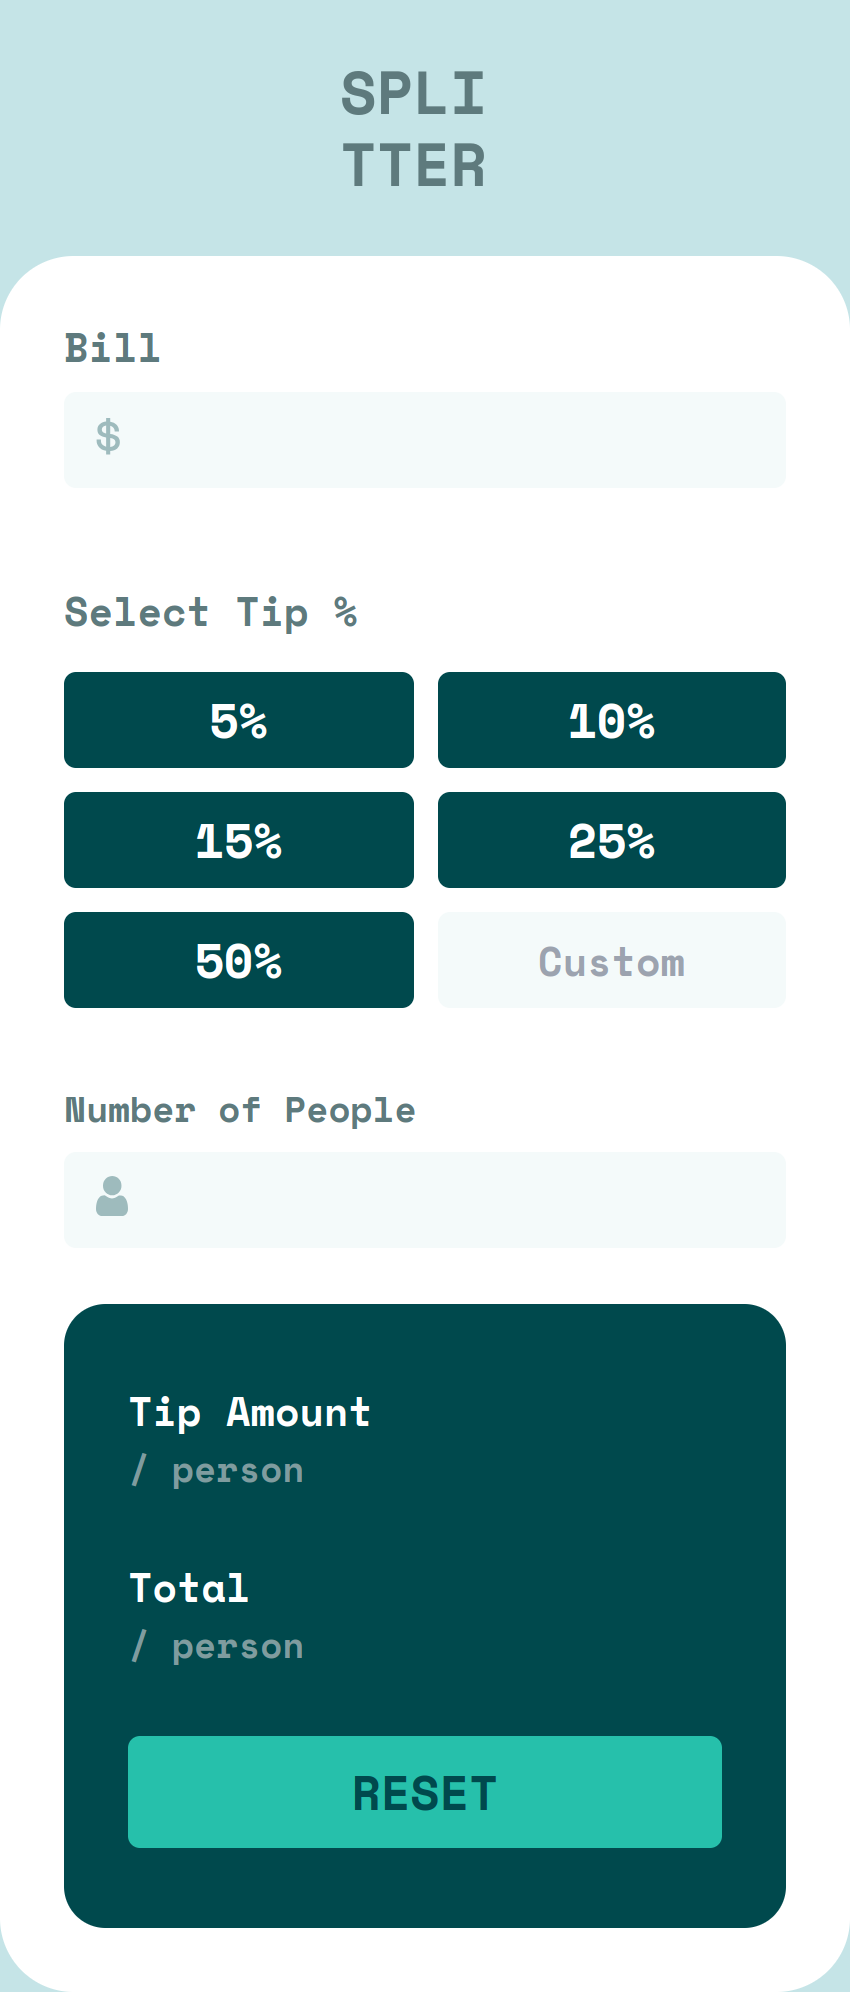 SPLI
TTER
Bill
$
Select Tip %
5%
10%
15%
25%
50%
Custom
Number of People
Tip Amount
/ person
Total
/ person
RESET